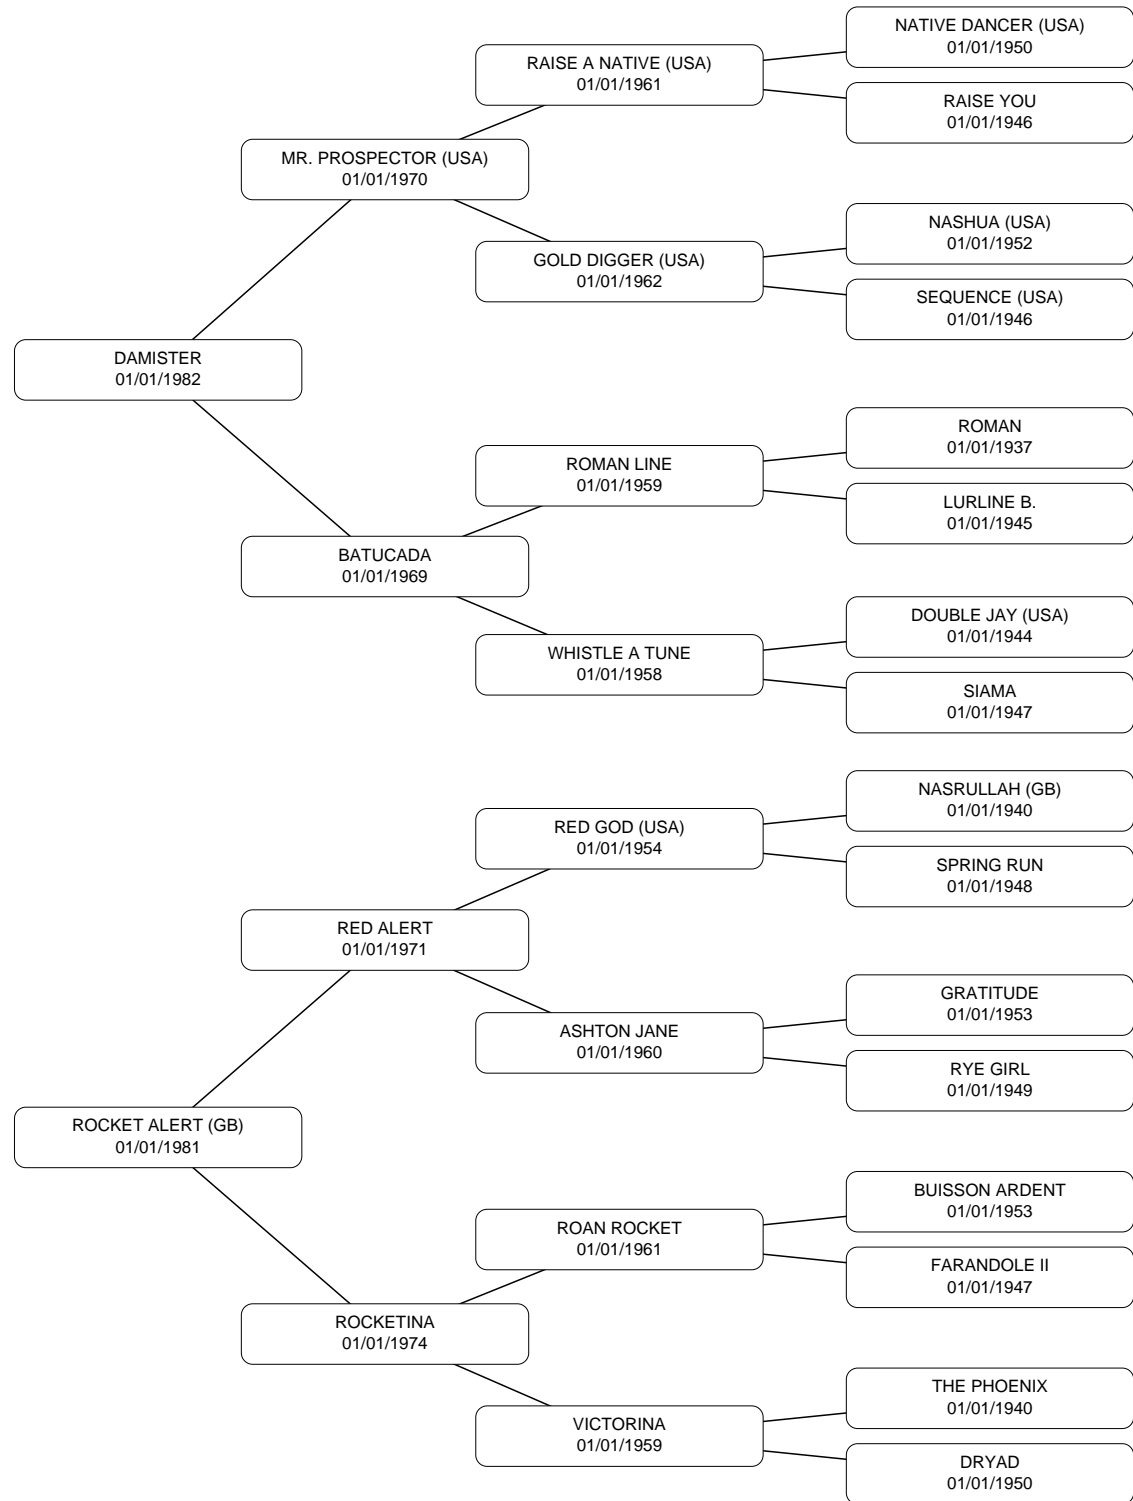 NATIVE DANCER (USA)
01/01/1950
RAISE A NATIVE (USA)
01/01/1961
RAISE YOU
01/01/1946
MR. PROSPECTOR (USA)
01/01/1970
NASHUA (USA)
01/01/1952
GOLD DIGGER (USA)
01/01/1962
SEQUENCE (USA)
01/01/1946
DAMISTER
01/01/1982
ROMAN
01/01/1937
ROMAN LINE
01/01/1959
LURLINE B.
01/01/1945
BATUCADA
01/01/1969
DOUBLE JAY (USA)
01/01/1944
WHISTLE A TUNE
01/01/1958
SIAMA
01/01/1947
NASRULLAH (GB)
01/01/1940
RED GOD (USA)
01/01/1954
SPRING RUN
01/01/1948
RED ALERT
01/01/1971
GRATITUDE
01/01/1953
ASHTON JANE
01/01/1960
RYE GIRL
01/01/1949
ROCKET ALERT (GB)
01/01/1981
BUISSON ARDENT
01/01/1953
ROAN ROCKET
01/01/1961
FARANDOLE II
01/01/1947
ROCKETINA
01/01/1974
THE PHOENIX
01/01/1940
VICTORINA
01/01/1959
DRYAD
01/01/1950